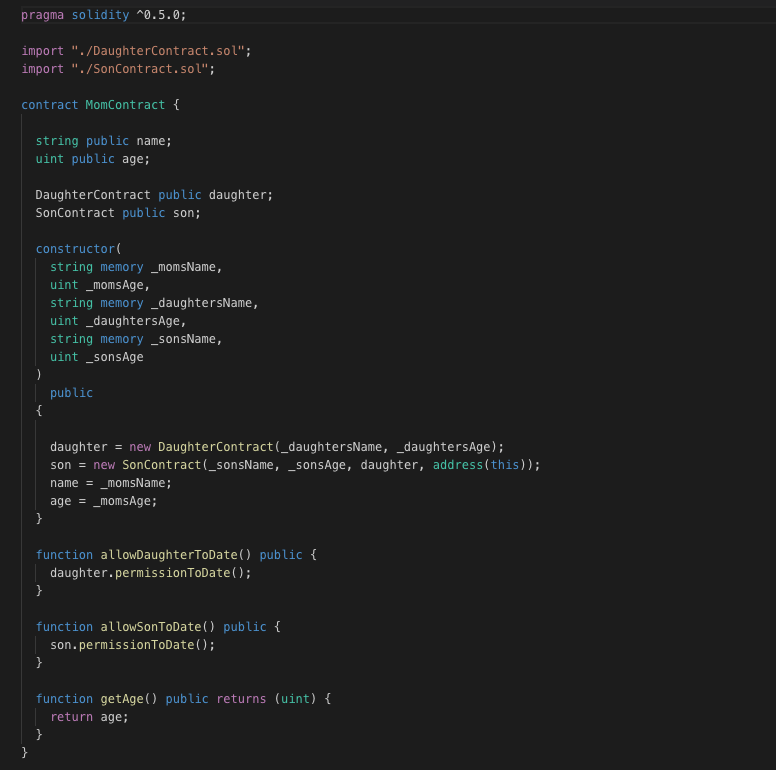 pragma solidity ^0.5.0;
import "./DaughterContract.sol";
import "./SonContract.sol";
contract MomContract {
string public name;
uint public age;
DaughterContract public daughter;
SonContract public son;
constructor(
string memory _momsName,
uint _momsAge,
string memory _daughtersName,
uint _daughtersAge,
string memory _sonsName,
uint _sonsAge
)
public
{
daughter = new DaughterContract(_daughtersName, _daughtersAge);
son = new SonContract(_sonsName, _sonsAge, daughter, address(this));
name = _momsName;
age = _momsAge;
}
function allowDaughterToDate() public {
daughter.permissionToDate();
}
function allowSonToDate() public {
son.permissionToDate();
}
function getAge() public returns (uint) {
return age;
}
}